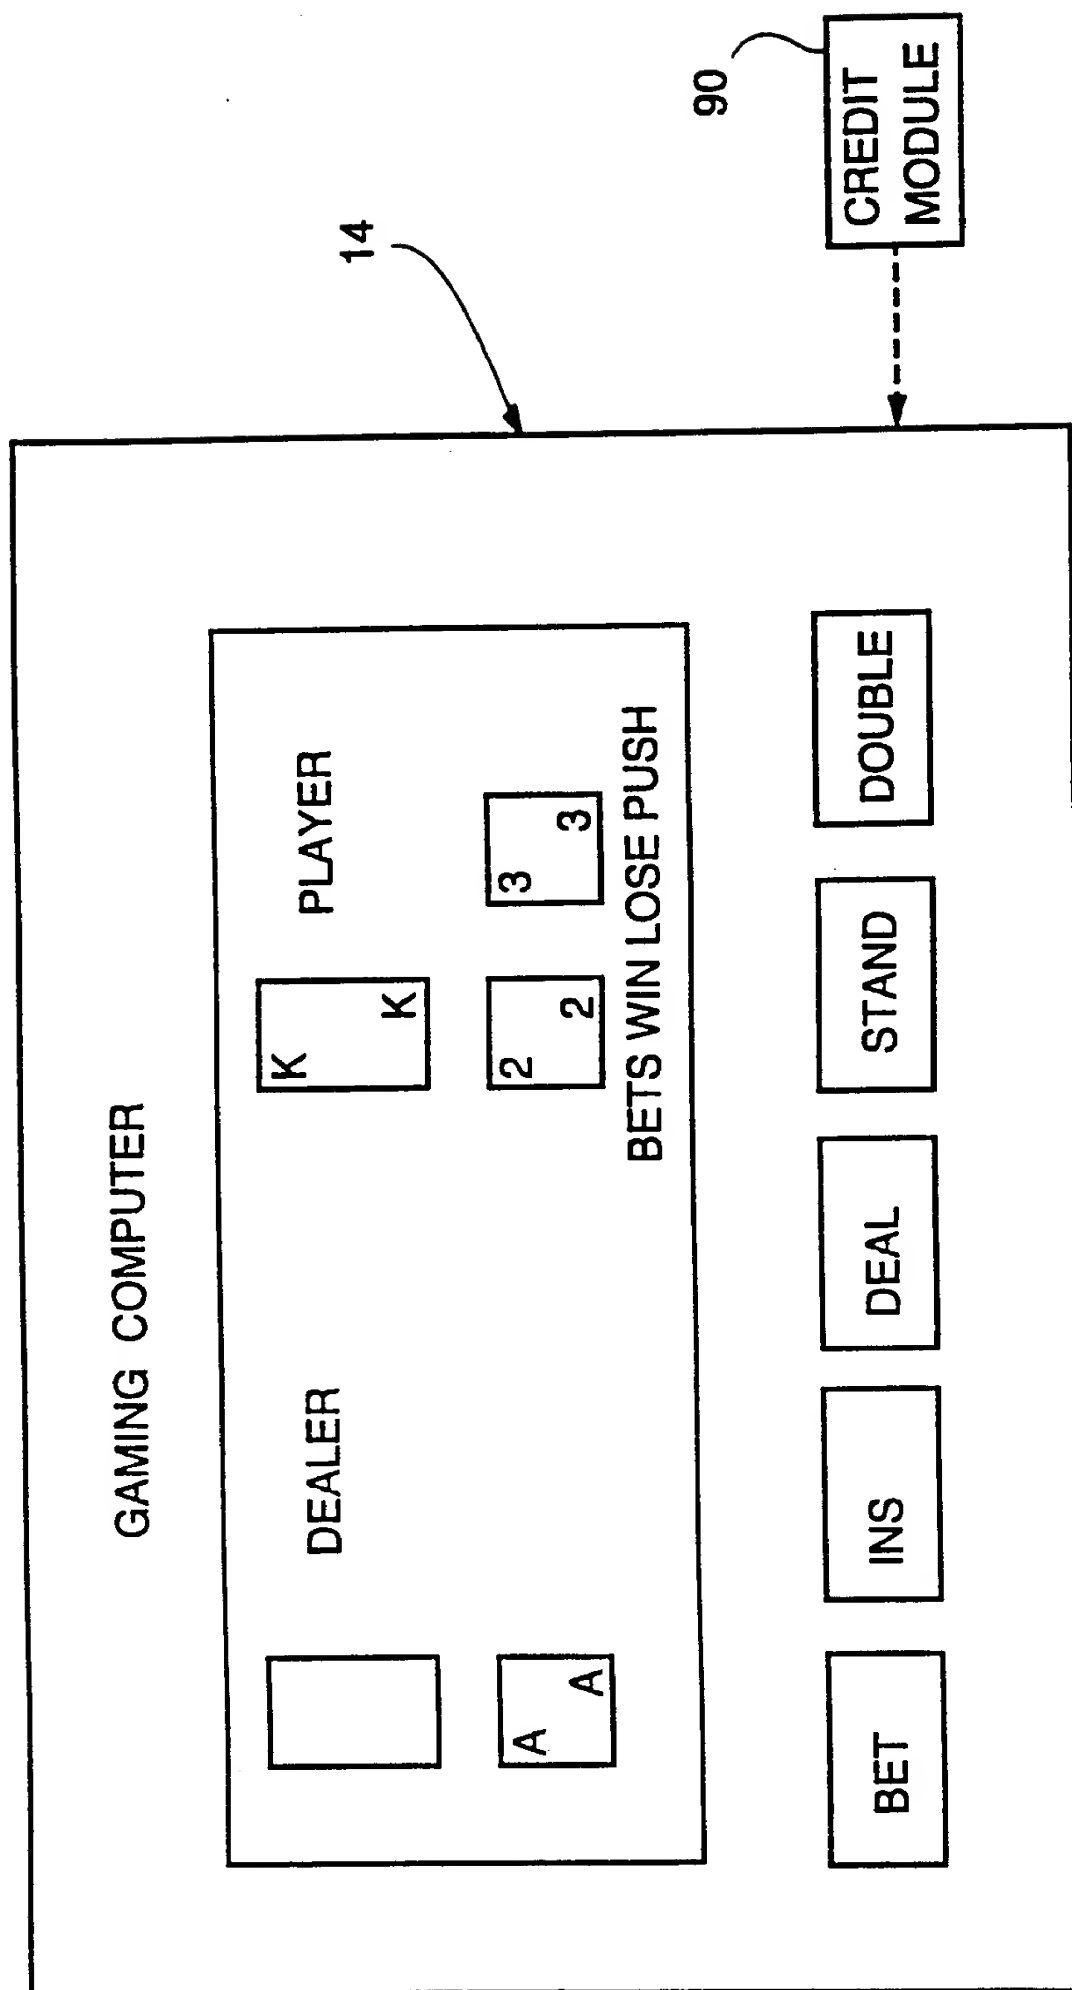 GAMING COMPUTER
14
90
DEALER
PLAYER
K
K
A
A
2
2
3
3
BETS WIN LOSE PUSH
BET
INS
DEAL
STAND
DOUBLE
CREDIT
MODULE